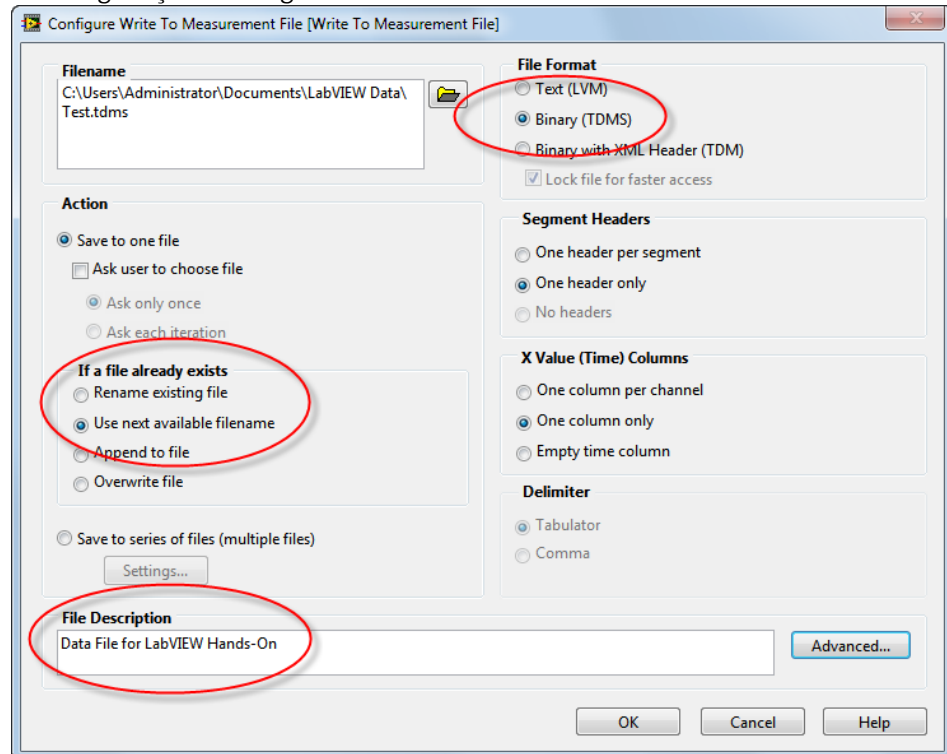 Configure Write To Measurement File [Write To Measurement File]
Filename
C:\Users\Administrator\Documents\LabVIEW Data\
Test.tdms
Action
Save to one file
Ask user to choose file
Ask only once
Ask each iteration
If a file already exists
Rename existing file
Use next available filename
Append to file
Overwrite file
Save to series of files (multiple files)
Settings...
File Format
Text (LVM)
Binary (TDMS)
Binary with XML Header (TDM)
Lock file for faster access
Segment Headers
One header per segment
One header only
No headers
X Value (Time) Columns
One column per channel
One column only
Empty time column
Delimiter
Tabulator
Comma
File Description
Data File for LabVIEW Hands-On
Advanced...
OK Cancel Help